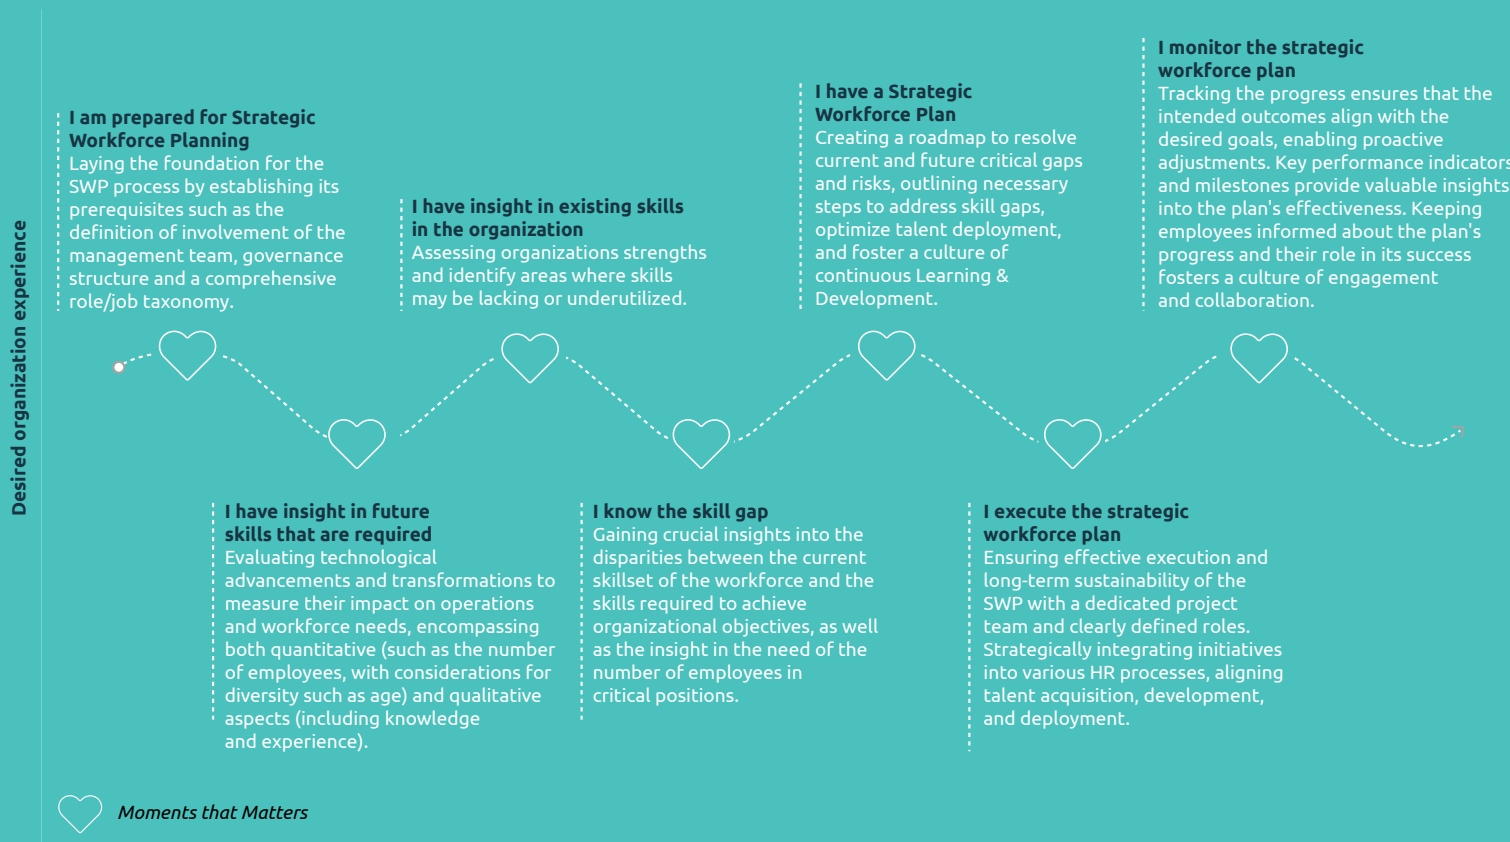 Desired organization experience
I am prepared for Strategic
Workforce Planning
Laying the foundation for the
SWP process by establishing its
prerequisites such as the
definition of involvement of the
management team, governance
structure and a comprehensive
role/job taxonomy.
I have insight in future
skills that are required
Evaluating technological
advancements and transformations to
measure their impact on operations
and workforce needs, encompassing
both quantitative (such as the number
of employees, with considerations for
diversity such as age) and qualitative
aspects (including knowledge
and experience).
I have insight in existing skills
in the organization
Assessing organizations strengths
and identify areas where skills
may be lacking or underutilized.
I know the skill gap
Gaining crucial insights into the
disparities between the current
skillset of the workforce and the
skills required to achieve
organizational objectives, as well
as the insight in the need of the
number of employees in
critical positions.
I have a Strategic
Workforce Plan
Creating a roadmap to resolve
current and future critical gaps
and risks, outlining necessary
steps to address skill gaps,
optimize talent deployment,
and foster a culture of
continuous Learning &
Development.
I execute the strategic
workforce plan
Ensuring effective execution and
long-term sustainability of the
SWP with a dedicated project
team and clearly defined roles.
Strategically integrating initiatives
into various HR processes, aligning
talent acquisition, development,
and deployment.
I monitor the strategic
workforce plan
Tracking the progress ensures that the
intended outcomes align with the
desired goals, enabling proactive
adjustments. Key performance indicators
and milestones provide valuable insights
into the plan's effectiveness. Keeping
employees informed about the plan's
progress and their role in its success
fosters a culture of engagement
and collaboration.
Moments that Matters